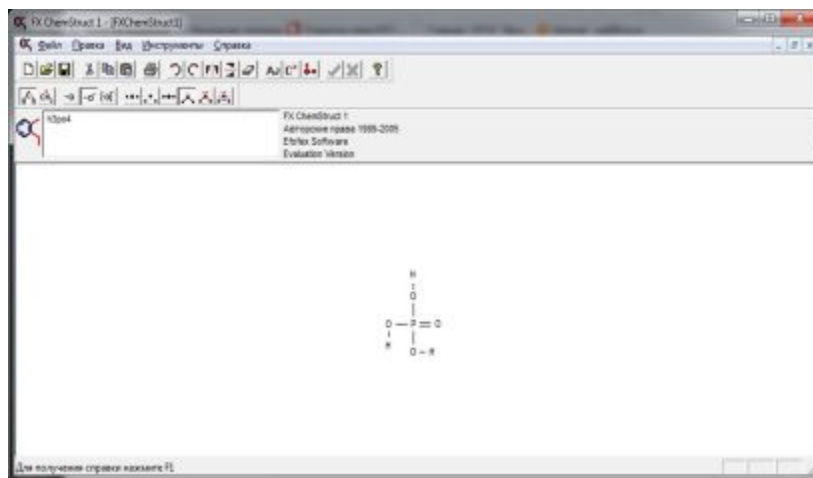 FX ChemStruct 1 - [FXChemStruct1]
Файл Правка Вид Инструменты Справка
h3po4
FX ChemStruct 1
Авторские права 1999-2005
Efofex Software
Evaluation Version
H
O
O P O
H
O H
Для получения справки нажмите F1